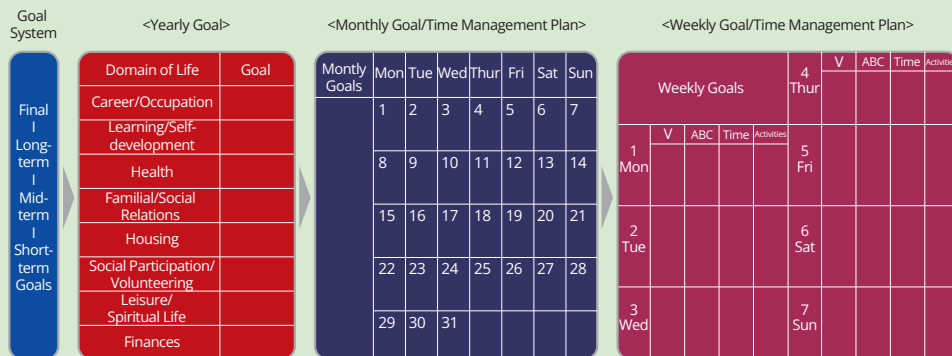 Goal
System
<Yearly Goal>
<Monthly Goal/Time Management Plan>
<Weekly Goal/Time Management Plan>
Final
I
Long-
term
I
Mid-
term
I
Short-
term
Goals
Domain of Life Goal
Career/Occupation
Learning/Self-
development
Health
Familial/Social
Relations
Housing
Social Participation/
Volunteering
Leisure/
Spiritual Life
Finances
Montly
Goals
Mon Tue Wed Thur Fri Sat Sun
1 2 3 4 5 6 7
8 9 10 11 12 13 14
15 16 17 18 19 20 21
22 23 24 25 26 27 28
29 30 31
Weekly Goals
V ABC Time Activities
1
Mon
2
Tue
3
Wed
V ABC Time Activities
4
Thur
5
Fri
6
Sat
7
Sun